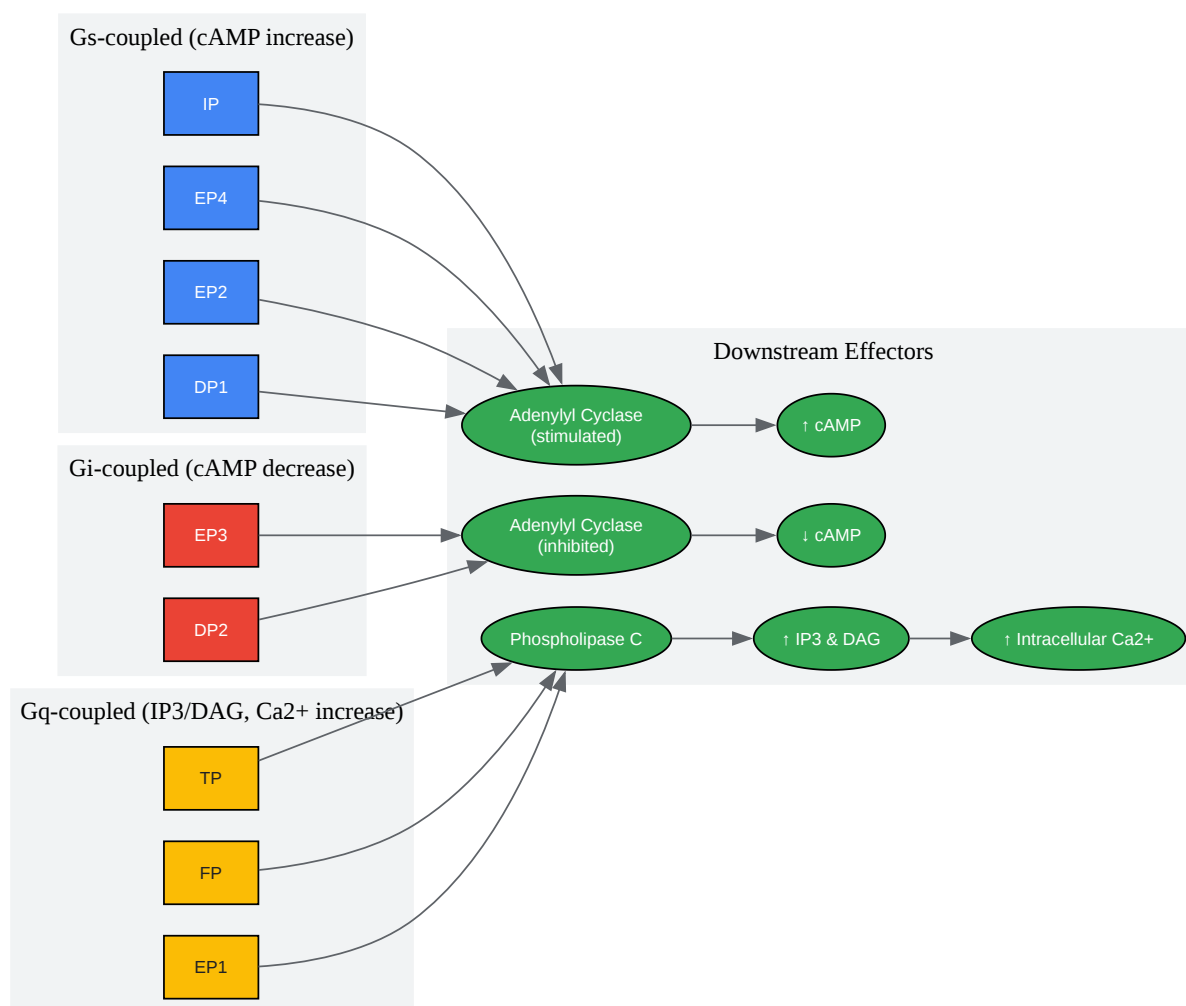 Gs-coupled (cAMP increase)
IP
EP4
EP2
DP1
Gi-coupled (cAMP decrease)
EP3
DP2
Gq-coupled (IP3/DAG, Ca2+ increase)
TP
FP
EP1
Downstream Effectors
Adenylyl Cyclase
(stimulated)
↑ cAMP
Adenylyl Cyclase
(inhibited)
↓ cAMP
Phospholipase C
↑ IP3 & DAG
↑ Intracellular Ca2+